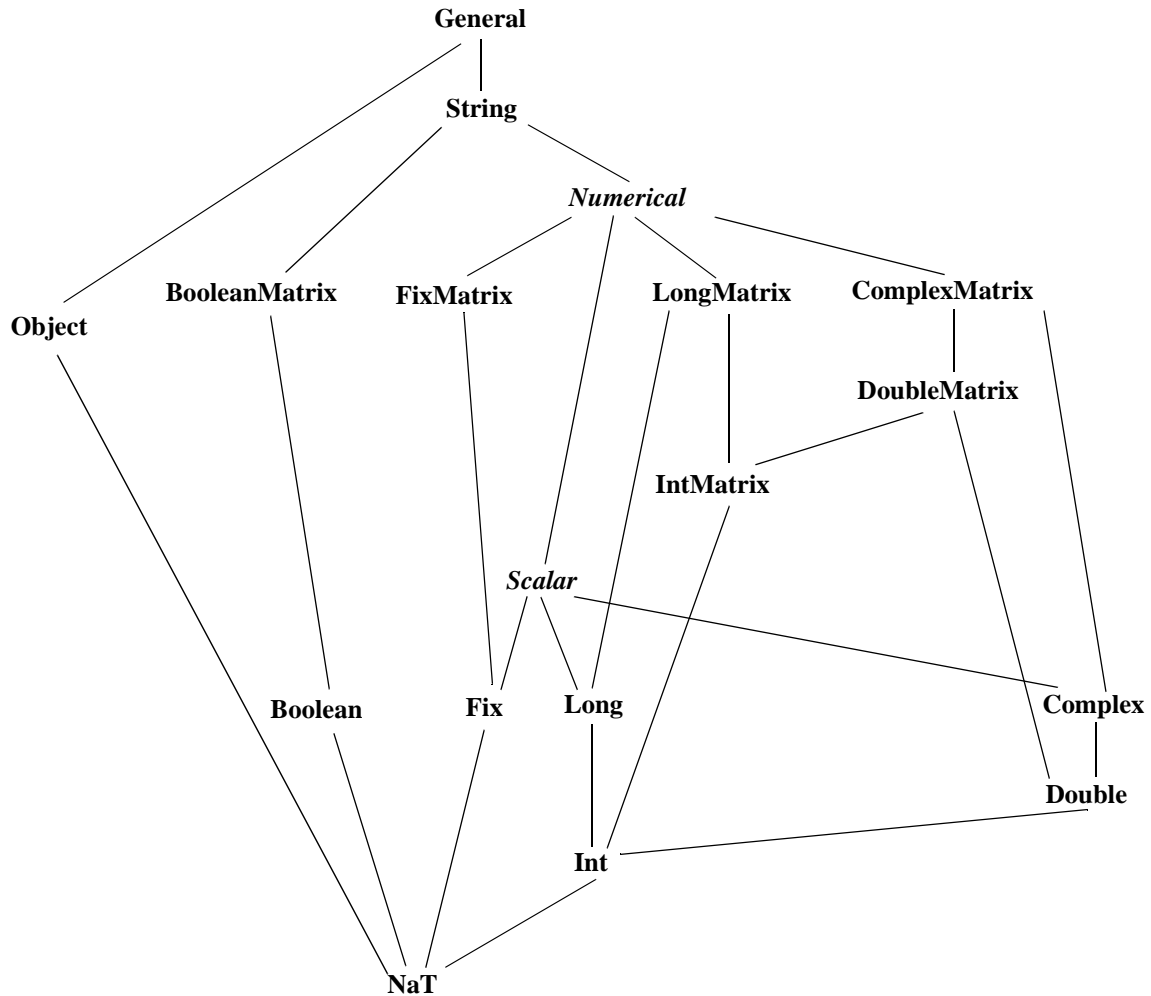 General
String
Numerical
BooleanMatrix
FixMatrix
LongMatrix
ComplexMatrix
Object
DoubleMatrix
IntMatrix
Scalar
Boolean
Fix
Long
Complex
Double
Int
NaT